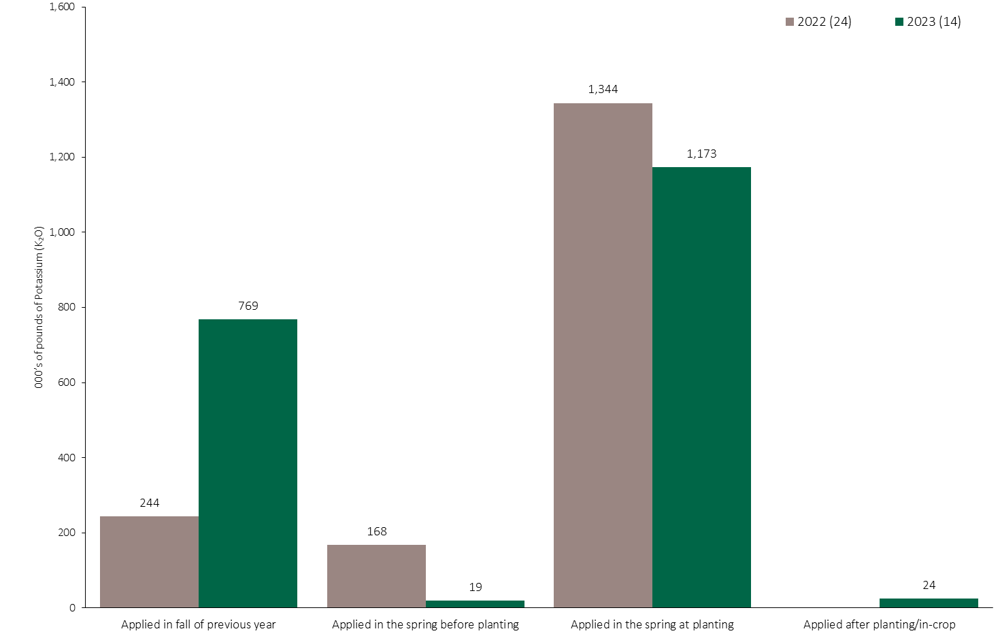 2022 (24) 2023 (14)
000's of pounds of Potassium (K₂O)
1,600
1,400
1,200
1,000
800
600
400
200
0
244
769
168
19
1,344
1,173
24
Applied in fall of previous year
Applied in the spring before planting
Applied in the spring at planting
Applied after planting/in-crop